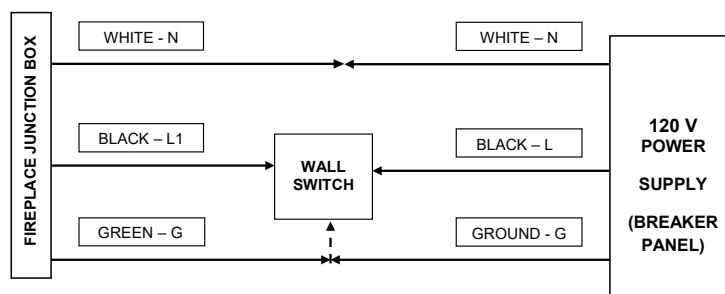 FIREPLACE JUNCTION BOX
WHITE - N
WHITE – N
BLACK – L1
WALL
SWITCH
BLACK – L
GREEN – G
GROUND - G
120 V
POWER
SUPPLY
(BREAKER
PANEL)